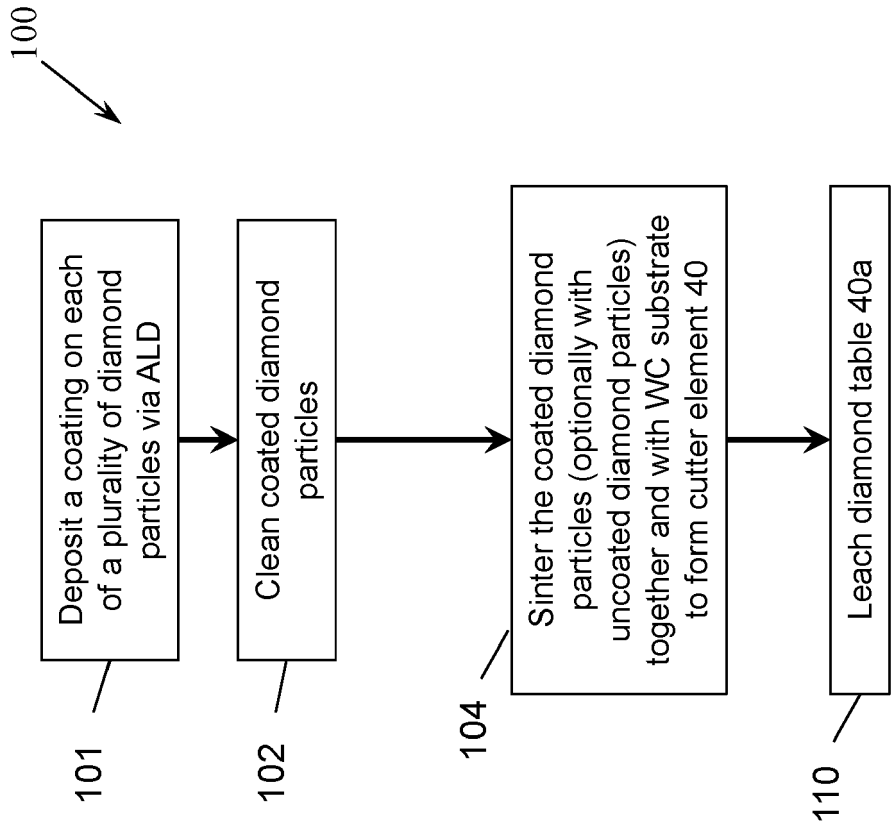 100
101
Deposit a coating on each
of a plurality of diamond
particles via ALD
102
Clean coated diamond
particles
104
Sinter the coated diamond
particles (optionally with
uncoated diamond particles)
together and with WC substrate
to form cutter element 40
110
Leach diamond table 40a